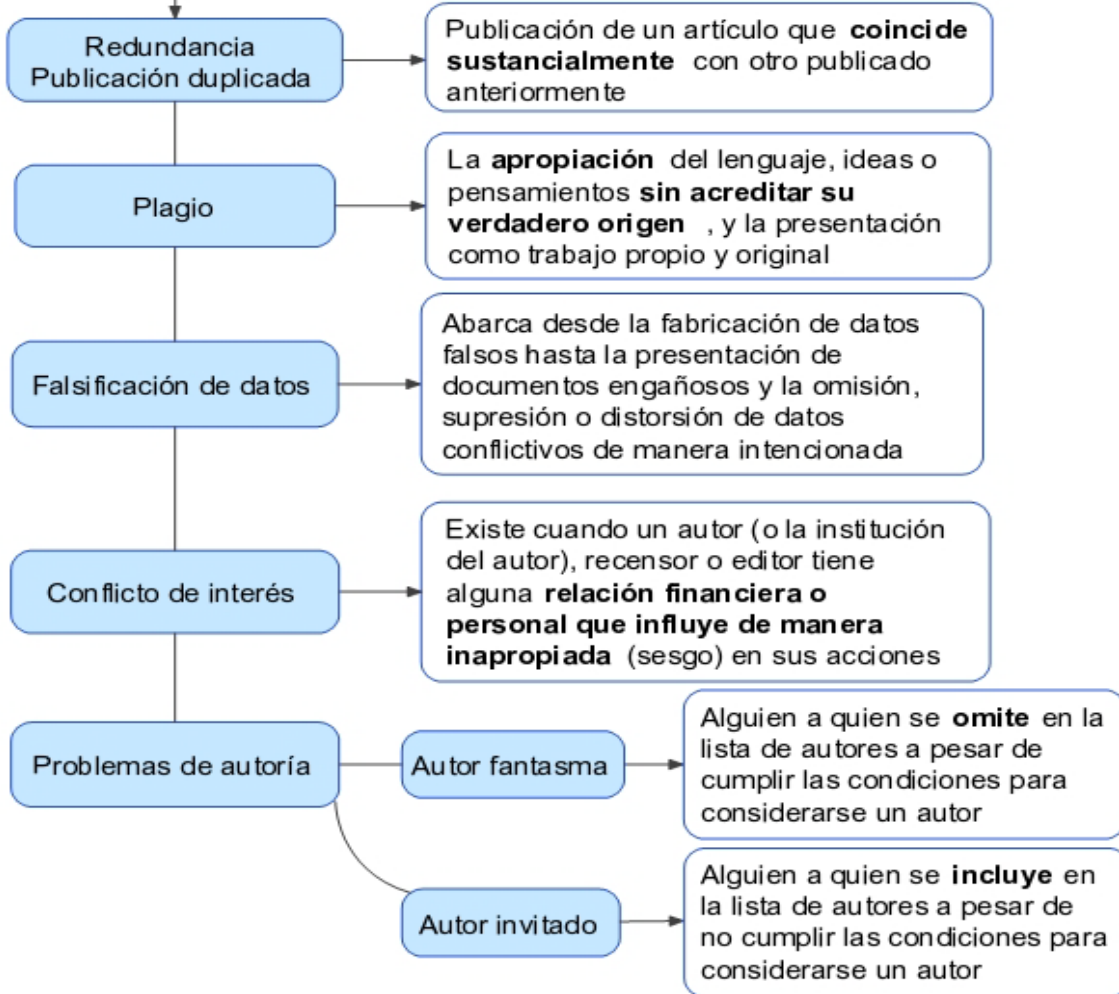 Redundancia
Publicación duplicada
Publicación de un artículo que coincide
sustancialmente con otro publicado
anteriormente
Plagio
La apropiación del lenguaje, ideas o
pensamientos sin acreditar su
verdadero origen , y la presentación
como trabajo propio y original
Falsificación de datos
Abarca desde la fabricación de datos
falsos hasta la presentación de
documentos engañosos y la omisión,
supresión o distorsión de datos
conflictivos de manera intencionada
Conflicto de interés
Existe cuando un autor (o la institución
del autor), recensor o editor tiene
alguna relación financiera o
personal que influye de manera
inapropiada (sesgo) en sus acciones
Problemas de autoría
Autor fantasma
Alguien a quien se omite en la
lista de autores a pesar de
cumplir las condiciones para
considerarse un autor
Autor invitado
Alguien a quien se incluye en
la lista de autores a pesar de
no cumplir las condiciones para
considerarse un autor